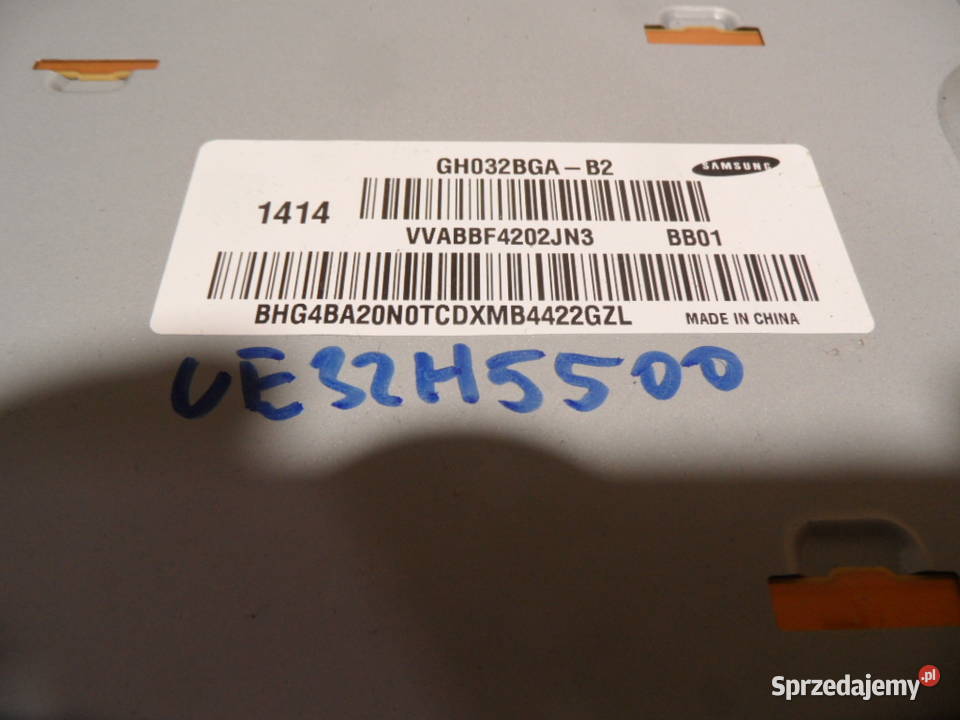 GH032BGA-B2
SAMSUNG
1414
VVABBF4202JN3 BB01
BHG4BA20N0TCDXMB4422GZL MADE IN CHINA
UE32H5500
Sprzedajemy.pl